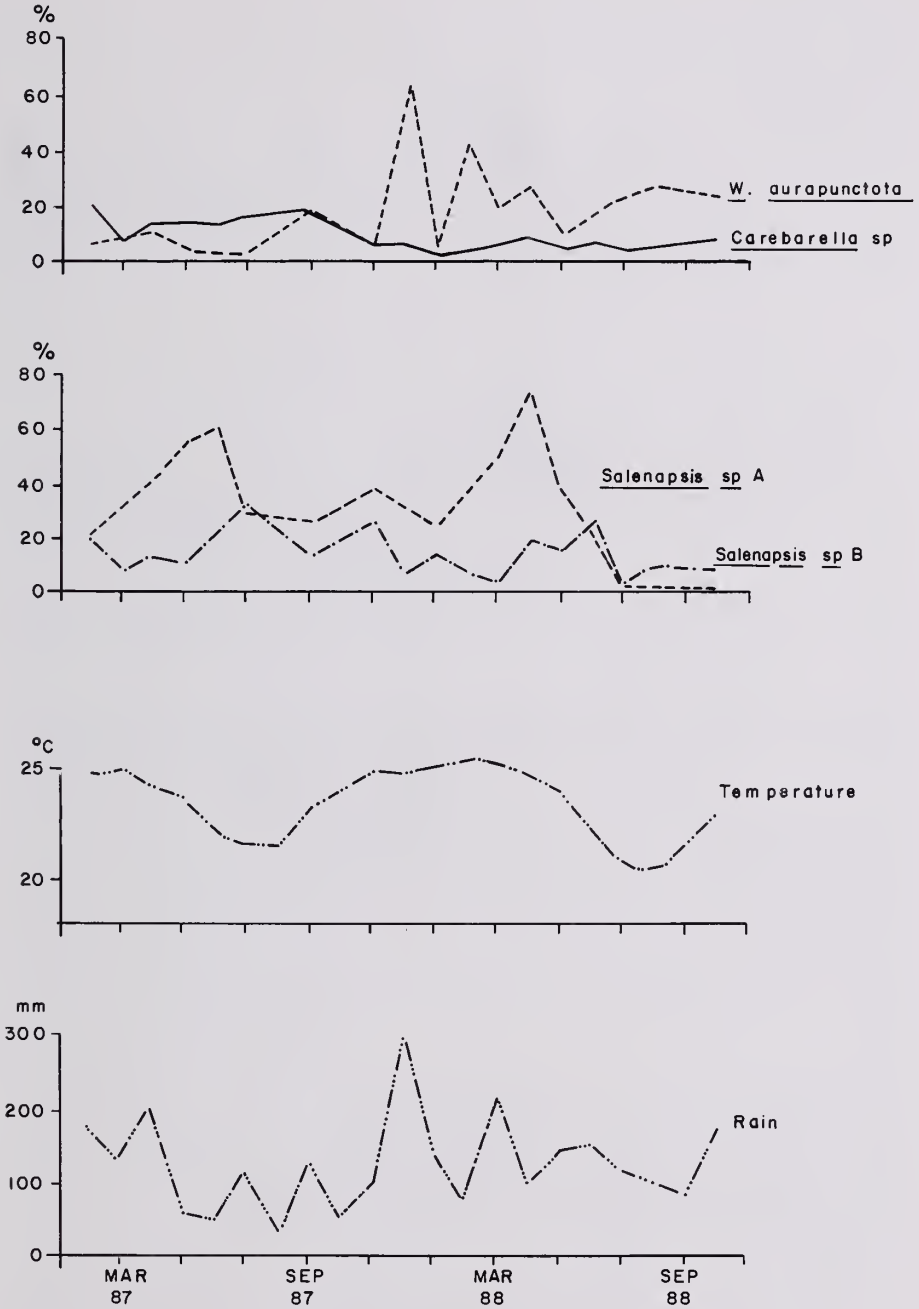 %
80
60
40
20
0
W. aurapunctota
Carebarella sp
%
80
60
40
20
0
Salenapsis sp A
Salenapsis sp B
°C
25
20
Temperature
mm
300
200
100
0
Rain
MAR
87
SEP
87
MAR
88
SEP
88